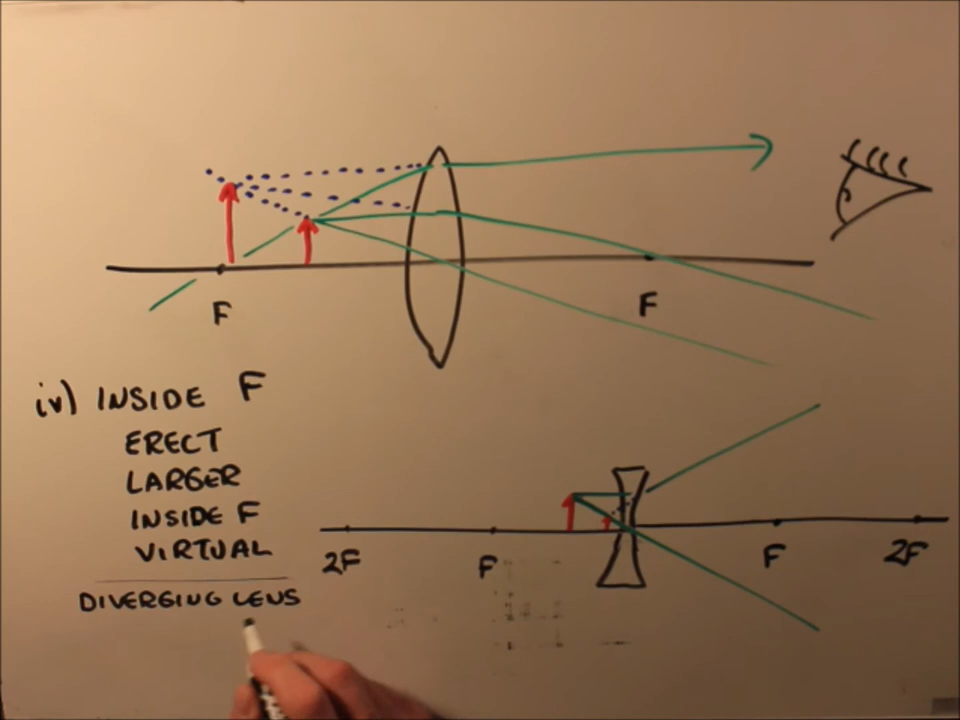 F
F
iv) INSIDE F
ERECT
LARGER
INSIDE F
VIRTUAL
DIVERGING LENS
2F F F 2F